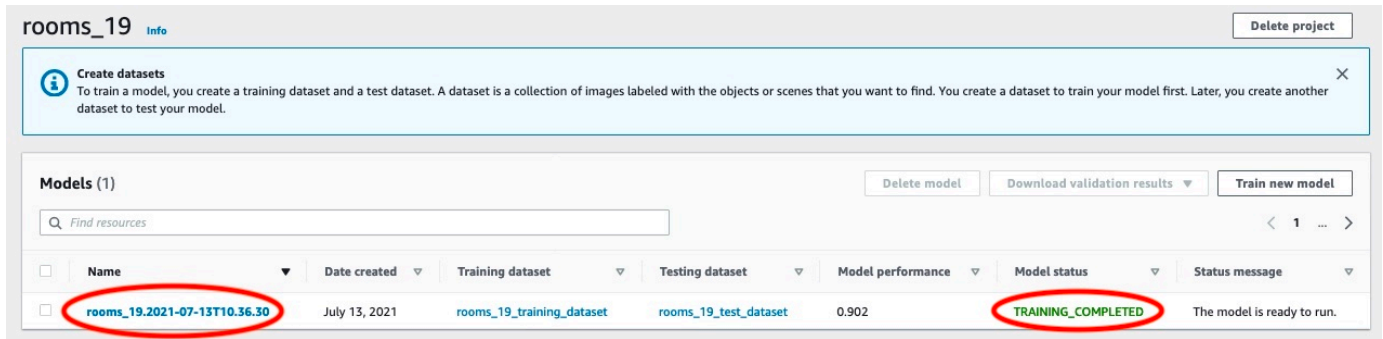 rooms_19 Info
Delete project
Create datasets
To train a model, you create a training dataset and a test dataset. A dataset is a collection of images labeled with the objects or scenes that you want to find. You create a dataset to train your model first. Later, you create another
dataset to test your model.
Models (1)
Delete model
Download validation results
Train new model
Find resources
1 ...
Name Date created Training dataset Testing dataset Model performance Model status Status message
rooms_19.2021-07-13T10.36.30 July 13, 2021 rooms_19_training_dataset rooms_19_test_dataset 0.902 TRAINING_COMPLETED The model is ready to run.